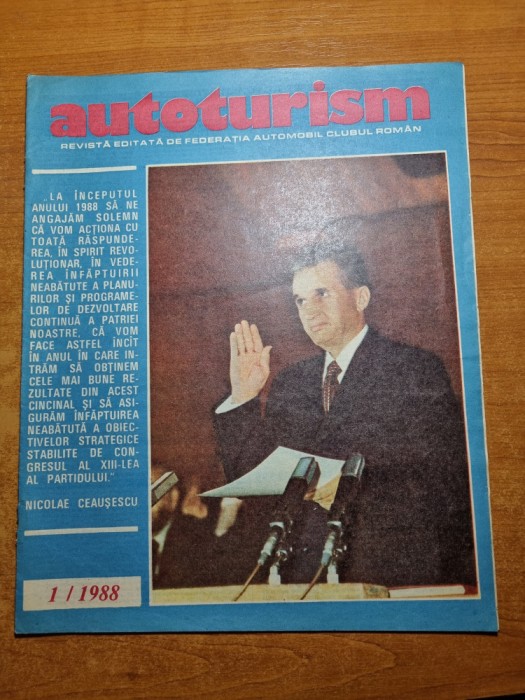 autoturism
REVISTĂ EDITATĂ DE FEDERAȚIA AUTOMOBIL CLUBUL ROMÂN
„LA ÎNCEPUTUL
ANULUI 1988 SĂ NE
ANGAJĂM SOLEMN
CĂ VOM ACȚIONA CU
TOATĂ RĂSPUNDE-
REA, ÎN SPIRIT REVO-
LUȚIONAR, ÎN VEDE-
REA ÎNFĂPTUIRII
NEABĂTUTE A PLANU-
RILOR ȘI PROGRAME-
LOR DE DEZVOLTARE
CONTINUĂ A PATRIEI
NOASTRE, CĂ VOM
FACE ASTFEL ÎNCÎT
ÎN ANUL ÎN CARE IN-
TRĂM SĂ OBȚINEM
CELE MAI BUNE RE-
ZULTATE DIN ACEST
CINCINAL ȘI SĂ ASI-
GURĂM ÎNFĂPTUIREA
NEABĂTUTĂ A OBIEC-
TIVELOR STRATEGICE
STABILITE DE CON-
GRESUL AL XIII-LEA
AL PARTIDULUI.”
NICOLAE CEAUȘESCU
1 / 1988